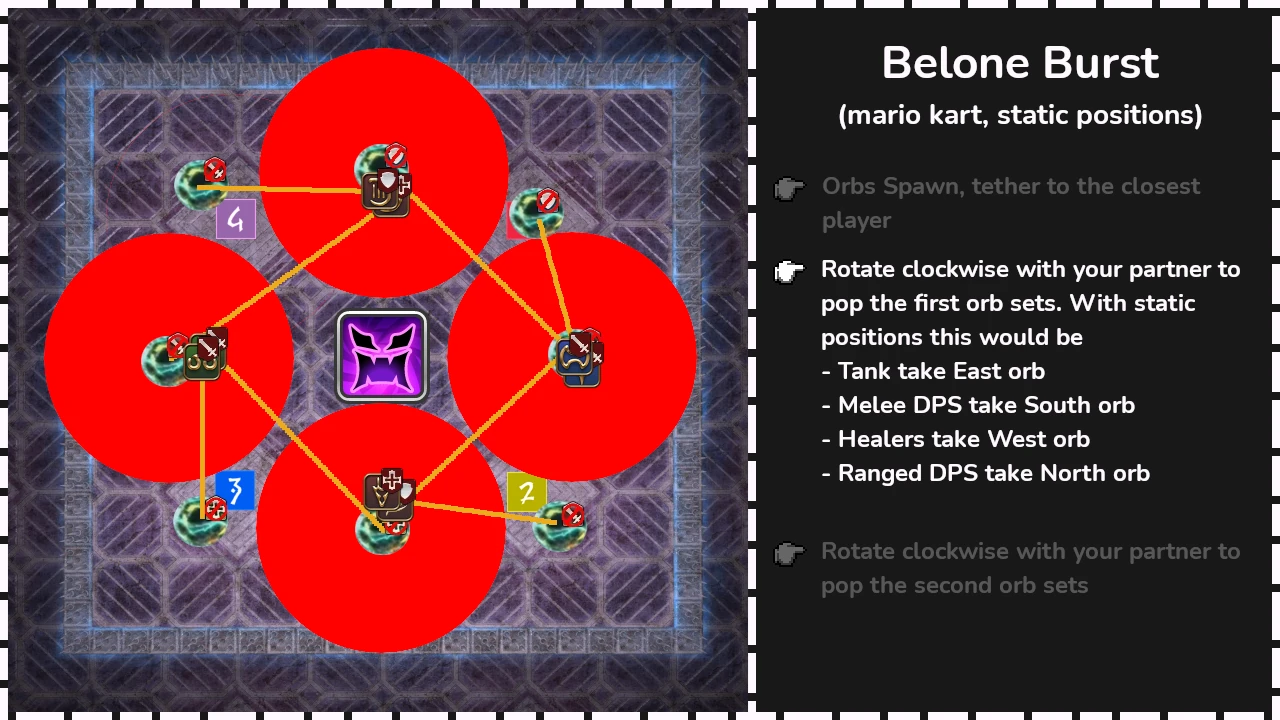 Belone Burst
(mario kart, static positions)
Orbs Spawn, tether to the closest
player
Rotate clockwise with your partner to
pop the first orb sets. With static
positions this would be
- Tank take East orb
- Melee DPS take South orb
- Healers take West orb
- Ranged DPS take North orb
Rotate clockwise with your partner to
pop the second orb sets
4
3
2